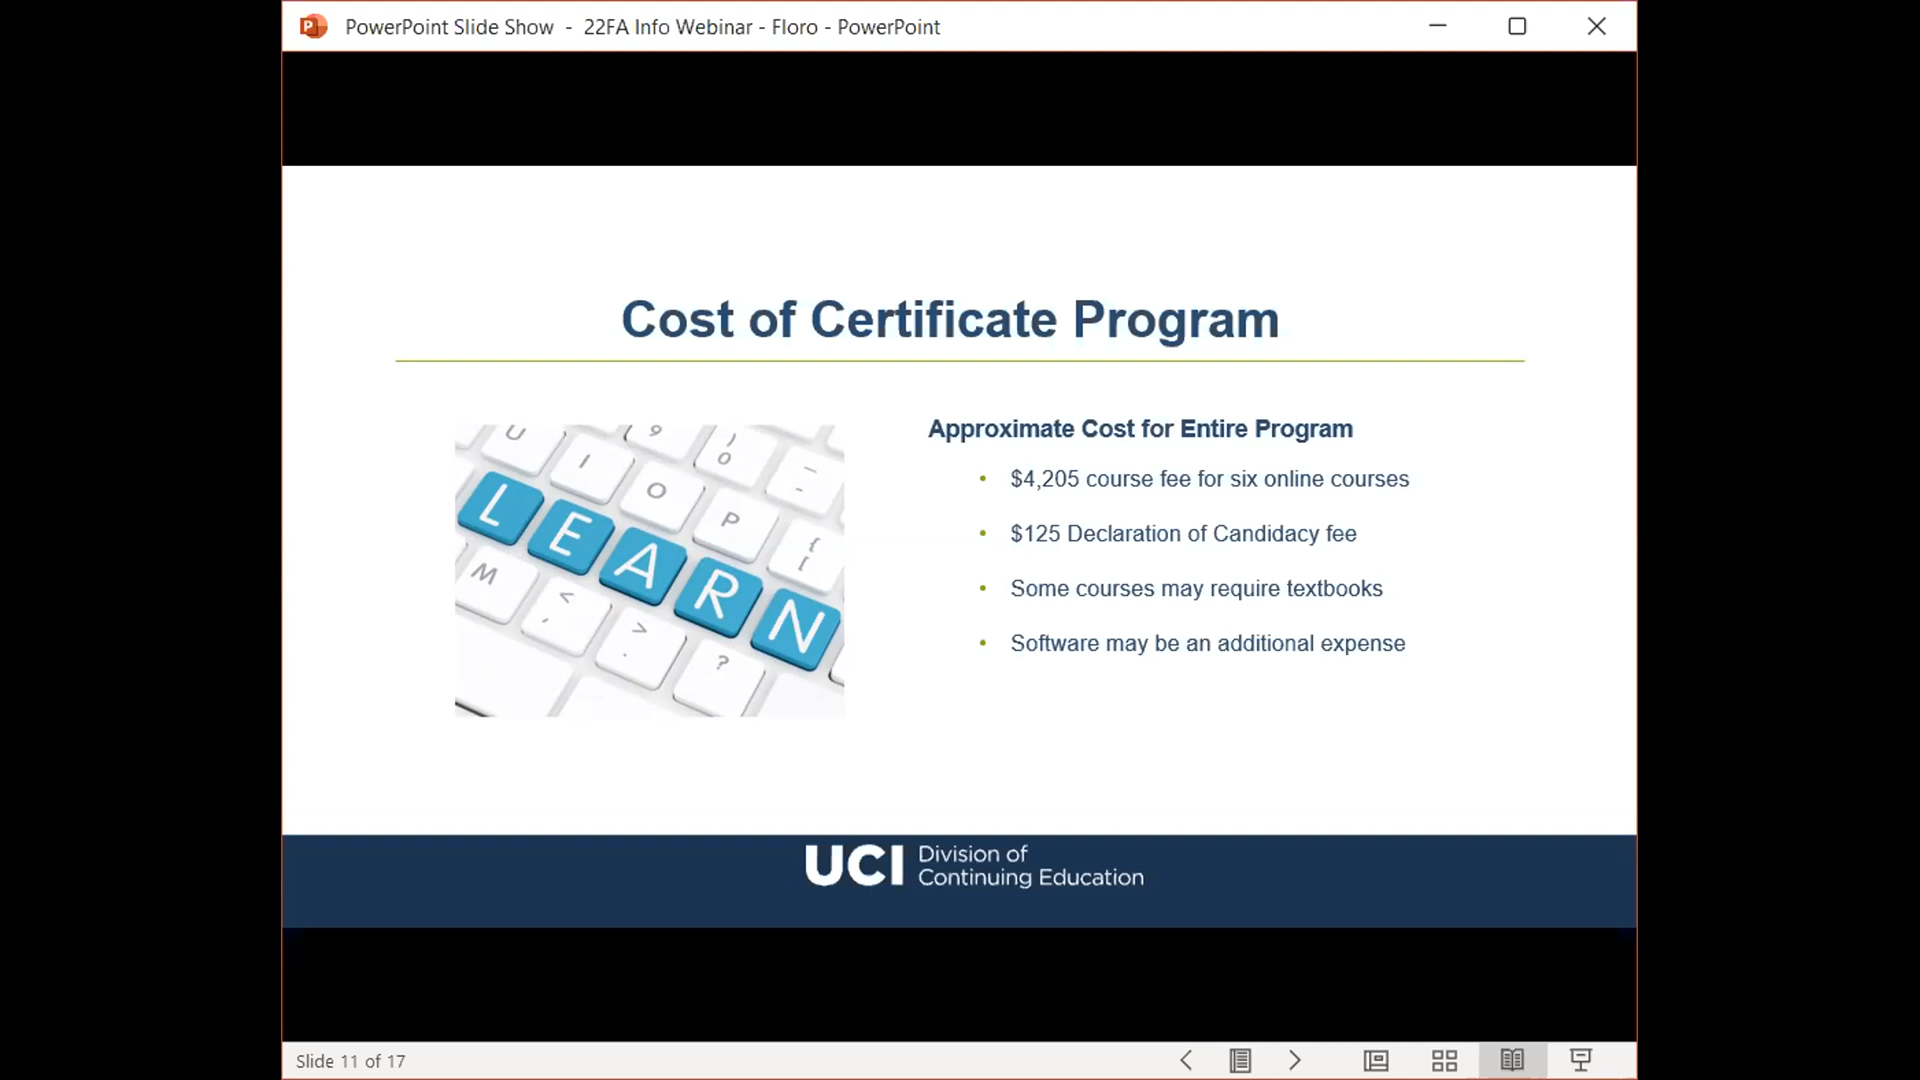 PowerPoint Slide Show - 22FA Info Webinar - Floro - PowerPoint
Cost of Certificate Program
Approximate Cost for Entire Program
• $4,205 course fee for six online courses
• $125 Declaration of Candidacy fee
• Some courses may require textbooks
• Software may be an additional expense
U 9 ) 0
I O P { [
L E A R N
M < , > . ?
UCI Division of
Continuing Education
Slide 11 of 17